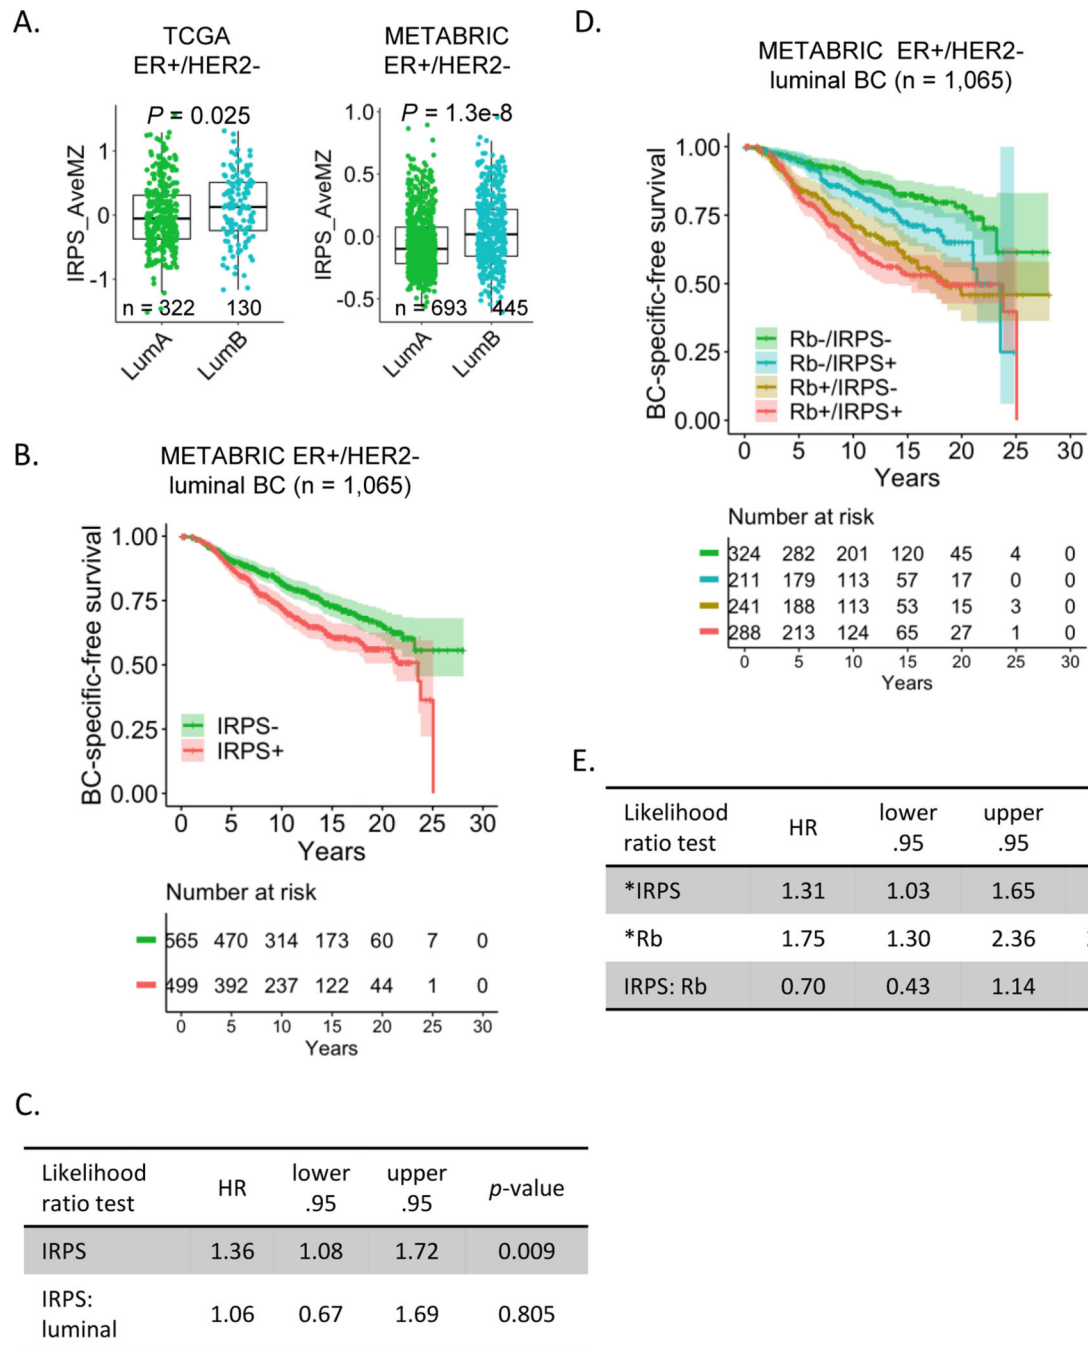 A.
TCGA
ER+/HER2-
P = 0.025
IRPS_AveMZ
1
0
-1
n = 322 130
LumA LumB
METABRIC
ER+/HER2-
P = 1.3e-8
IRPS_AveMZ
1.0
0.5
0.0
-0.5
n = 693 445
LumA LumB
B.
METABRIC ER+/HER2-
luminal BC (n = 1,065)
BC-specific-free survival
1.00
0.75
0.50
0.25
0.00
IRPS-
IRPS+
0 5 10 15 20 25 30
Years
Number at risk
565 470 314 173 60 7 0
499 392 237 122 44 1 0
0 5 10 15 20 25 30
Years
C.
Likelihood ratio test HR lower .95 upper .95 p-value
IRPS 1.36 1.08 1.72 0.009
IRPS: luminal 1.06 0.67 1.69 0.805
D.
METABRIC ER+/HER2-
luminal BC (n = 1,065)
BC-specific-free survival
1.00
0.75
0.50
0.25
0.00
Rb-/IRPS-
Rb-/IRPS+
Rb+/IRPS-
Rb+/IRPS+
0 5 10 15 20 25 30
Years
Number at risk
324 282 201 120 45 4 0
211 179 113 57 17 0 0
241 188 113 53 15 3 0
288 213 124 65 27 1 0
0 5 10 15 20 25 30
Years
E.
Likelihood ratio test HR lower .95 upper .95
*IRPS 1.31 1.03 1.65
*Rb 1.75 1.30 2.36
IRPS: Rb 0.70 0.43 1.14